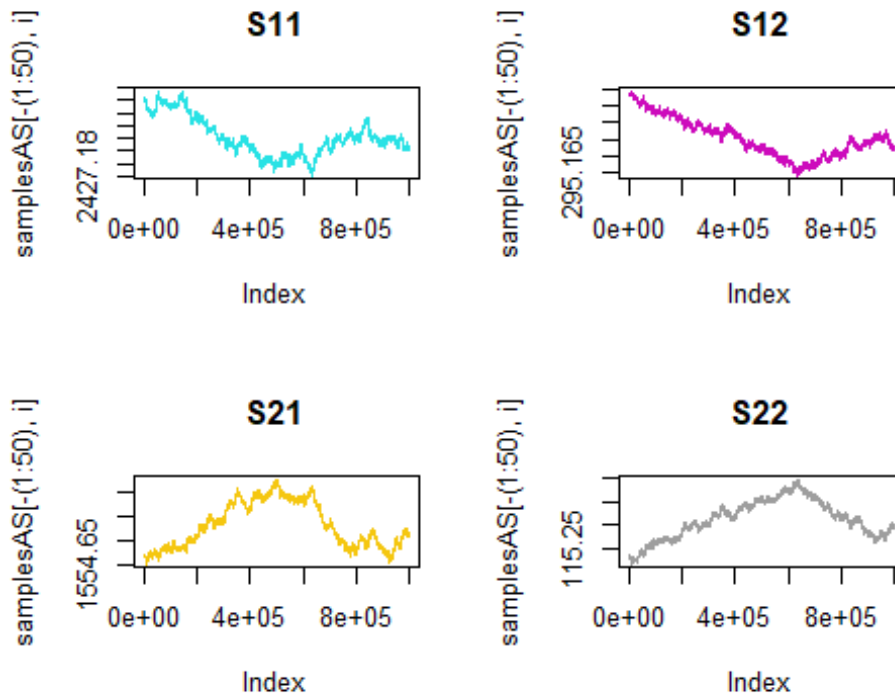 S11
samplesAS[-(1:50), i]
2427.18
0e+00 4e+05 8e+05
Index
S12
samplesAS[-(1:50), i]
295.165
0e+00 4e+05 8e+05
Index
S21
samplesAS[-(1:50), i]
1554.65
0e+00 4e+05 8e+05
Index
S22
samplesAS[-(1:50), i]
115.25
0e+00 4e+05 8e+05
Index